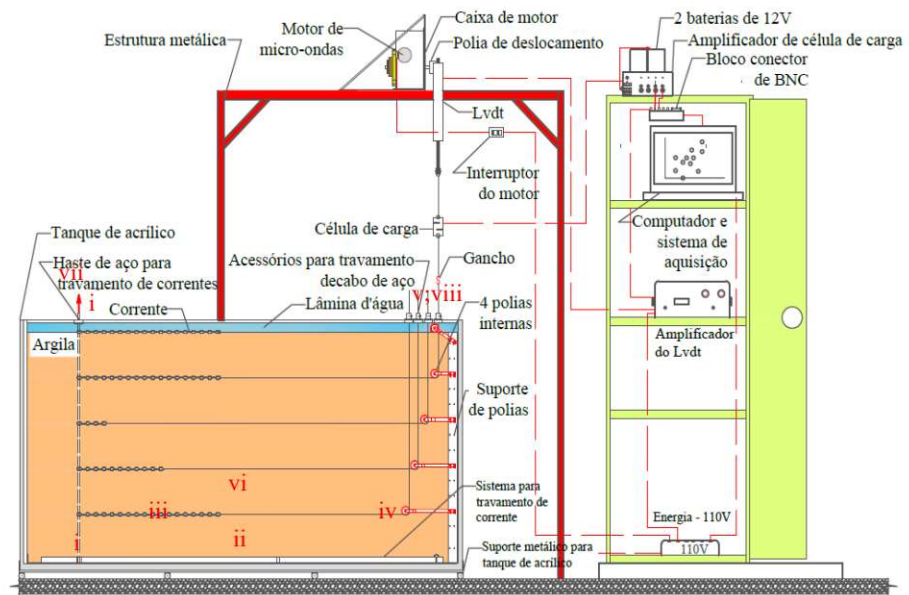 Motor de
micro-ondas
Caixa de motor
Polia de deslocamento
Estrutura metálica
2 baterias de 12V
Amplificador de célula de carga
Bloco conector
de BNC
Lvdt
Interruptor
do motor
Célula de carga
Computador e
sistema de
aquisição
Tanque de acrílico
Haste de aço para
travamento de correntes
vii
i
Corrente
Acessórios para travamento
decabo de aço
Gancho
v;viii
Lâmina d'água
4 polias
internas
Argila
Amplificador
do Lvdt
Suporte
de polias
vi
Sistema para
travamento de
corrente
iii
iv
i
ii
Suporte metálico para
tanque de acrílico
Energia - 110V
110V